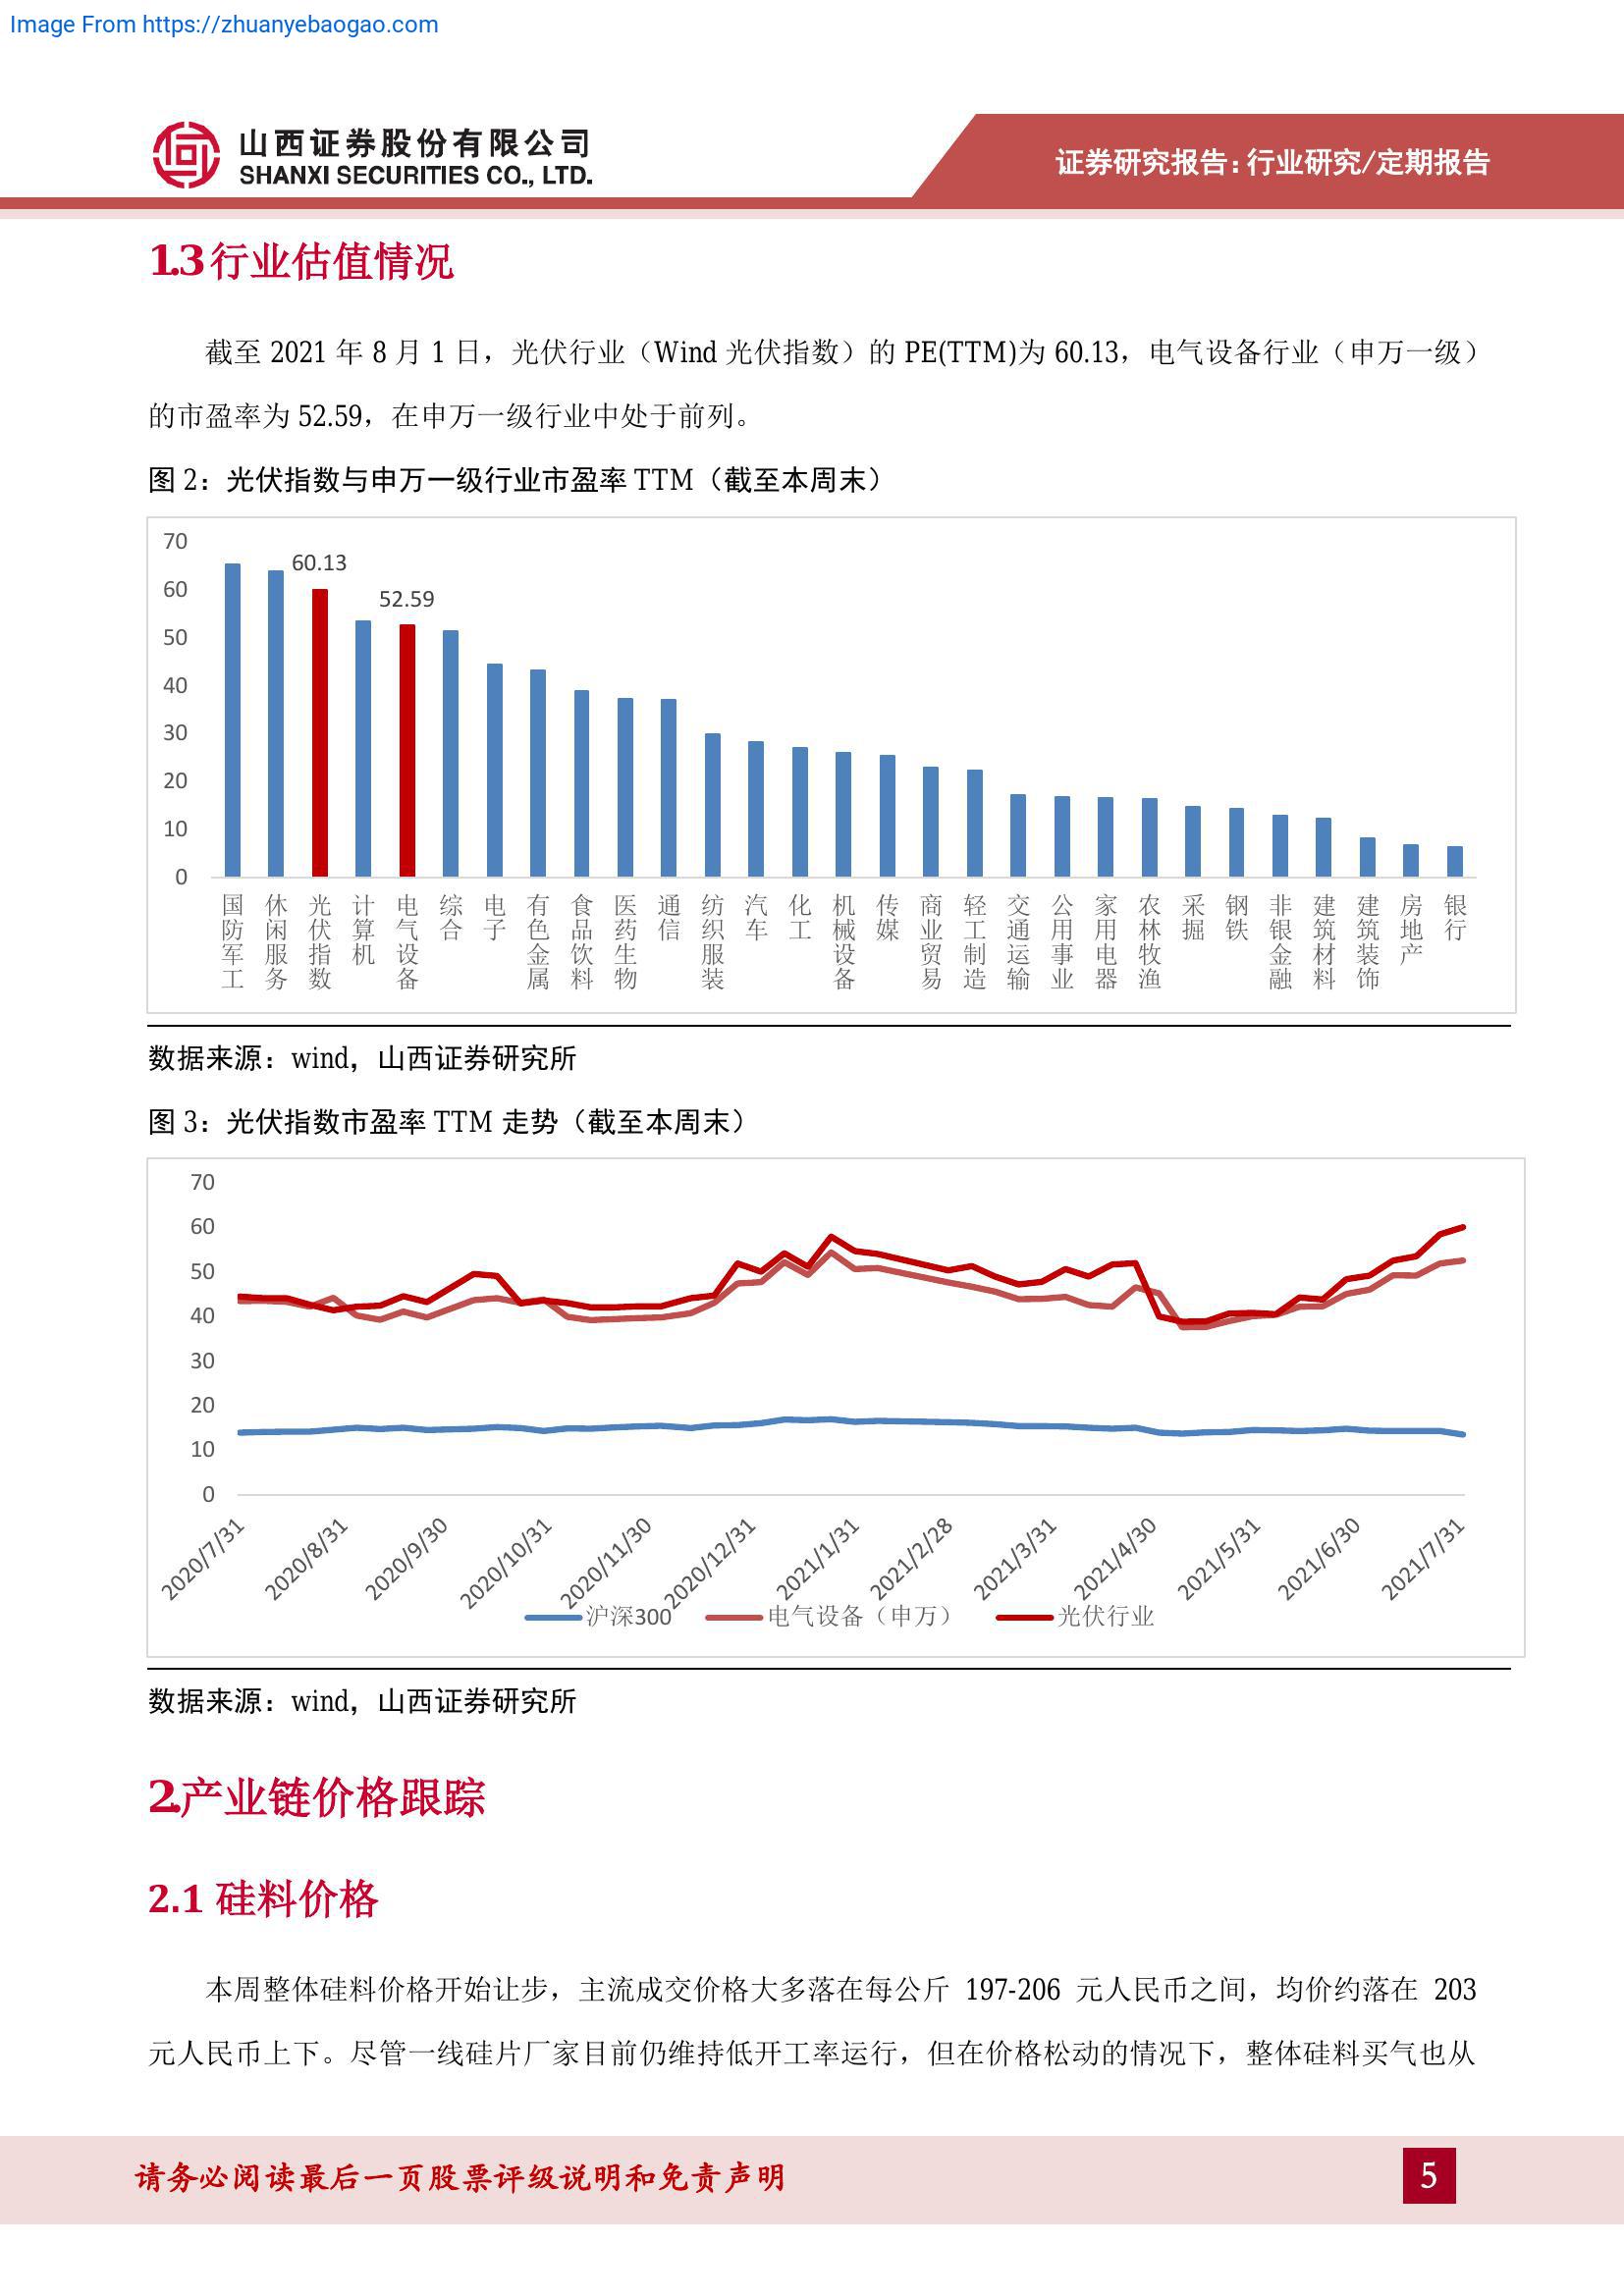 Image From https://zhuanyebaogao.com
山西证券股份有限公司
SHANXI SECURITIES CO., LTD.
证券研究报告：行业研究/定期报告
1.3 行业估值情况
截至 2021 年 8 月 1 日，光伏行业（Wind 光伏指数）的 PE(TTM)为 60.13，电气设备行业（申万一级）
的市盈率为 52.59，在申万一级行业中处于前列。
图 2：光伏指数与申万一级行业市盈率 TTM（截至本周末）
70
60
50
40
30
20
10
0
60.13
52.59
国防军工
休闲服务
光伏指数
计算机
电气设备
综合
电子
有色金属
食品饮料
医药生物
通信
纺织服装
汽车
化工
机械设备
传媒
商业贸易
轻工制造
交通运输
公用事业
家用电器
农林牧渔
采掘
钢铁
非银金融
建筑材料
建筑装饰
房地产
银行
数据来源：wind，山西证券研究所
图 3：光伏指数市盈率 TTM 走势（截至本周末）
70
60
50
40
30
20
10
0
2020/7/31
2020/8/31
2020/9/30
2020/10/31
2020/11/30
2020/12/31
2021/1/31
2021/2/28
2021/3/31
2021/4/30
2021/5/31
2021/6/30
2021/7/31
沪深300
电气设备（申万）
光伏行业
数据来源：wind，山西证券研究所
2.产业链价格跟踪
2.1 硅料价格
本周整体硅料价格开始让步，主流成交价格大多落在每公斤 197-206 元人民币之间，均价约落在 203
元人民币上下。尽管一线硅片厂家目前仍维持低开工率运行，但在价格松动的情况下，整体硅料买气也从
请务必阅读最后一页股票评级说明和免责声明
5